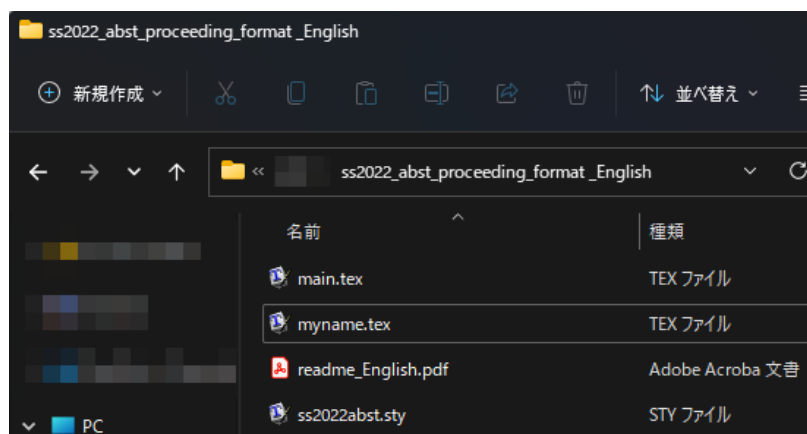 ss2022_abst_proceeding_format _English
新規作成 並べ替え
« ss2022_abst_proceeding_format _English
名前 種類
main.tex TEX ファイル
myname.tex TEX ファイル
readme_English.pdf Adobe Acroba 文書
ss2022abst.sty STY ファイル
PC